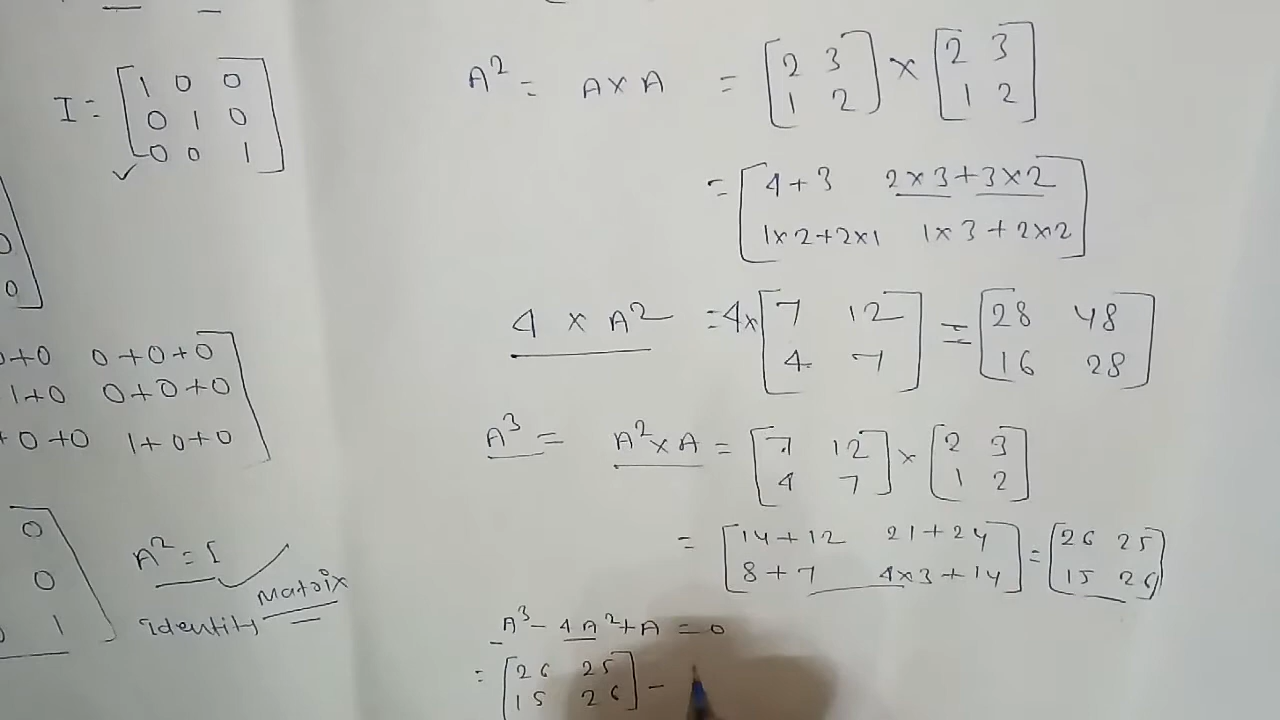 I = [1 0 0
0 1 0
0 0 1]
0
0
+0 0+0+0
1+0 0+0+0
+0+0 1+0+0
0
0
1
A² = I
Identity Matoix
A² = A × A = [2 3 × [2 3
1 2] 1 2]
= [4+3 2×3+3×2
1×2+2×1 1×3+2×2]
4 × A² = 4× [7 12 = [28 48
4 7] 16 28]
A³ = A² × A = [7 12 × [2 3
4 7] 1 2]
= [14+12 21+24 = [26 25
8+7 4×3+14] 15 26]
A³ - 4A² + A = 0
= [26 25 -
15 26]